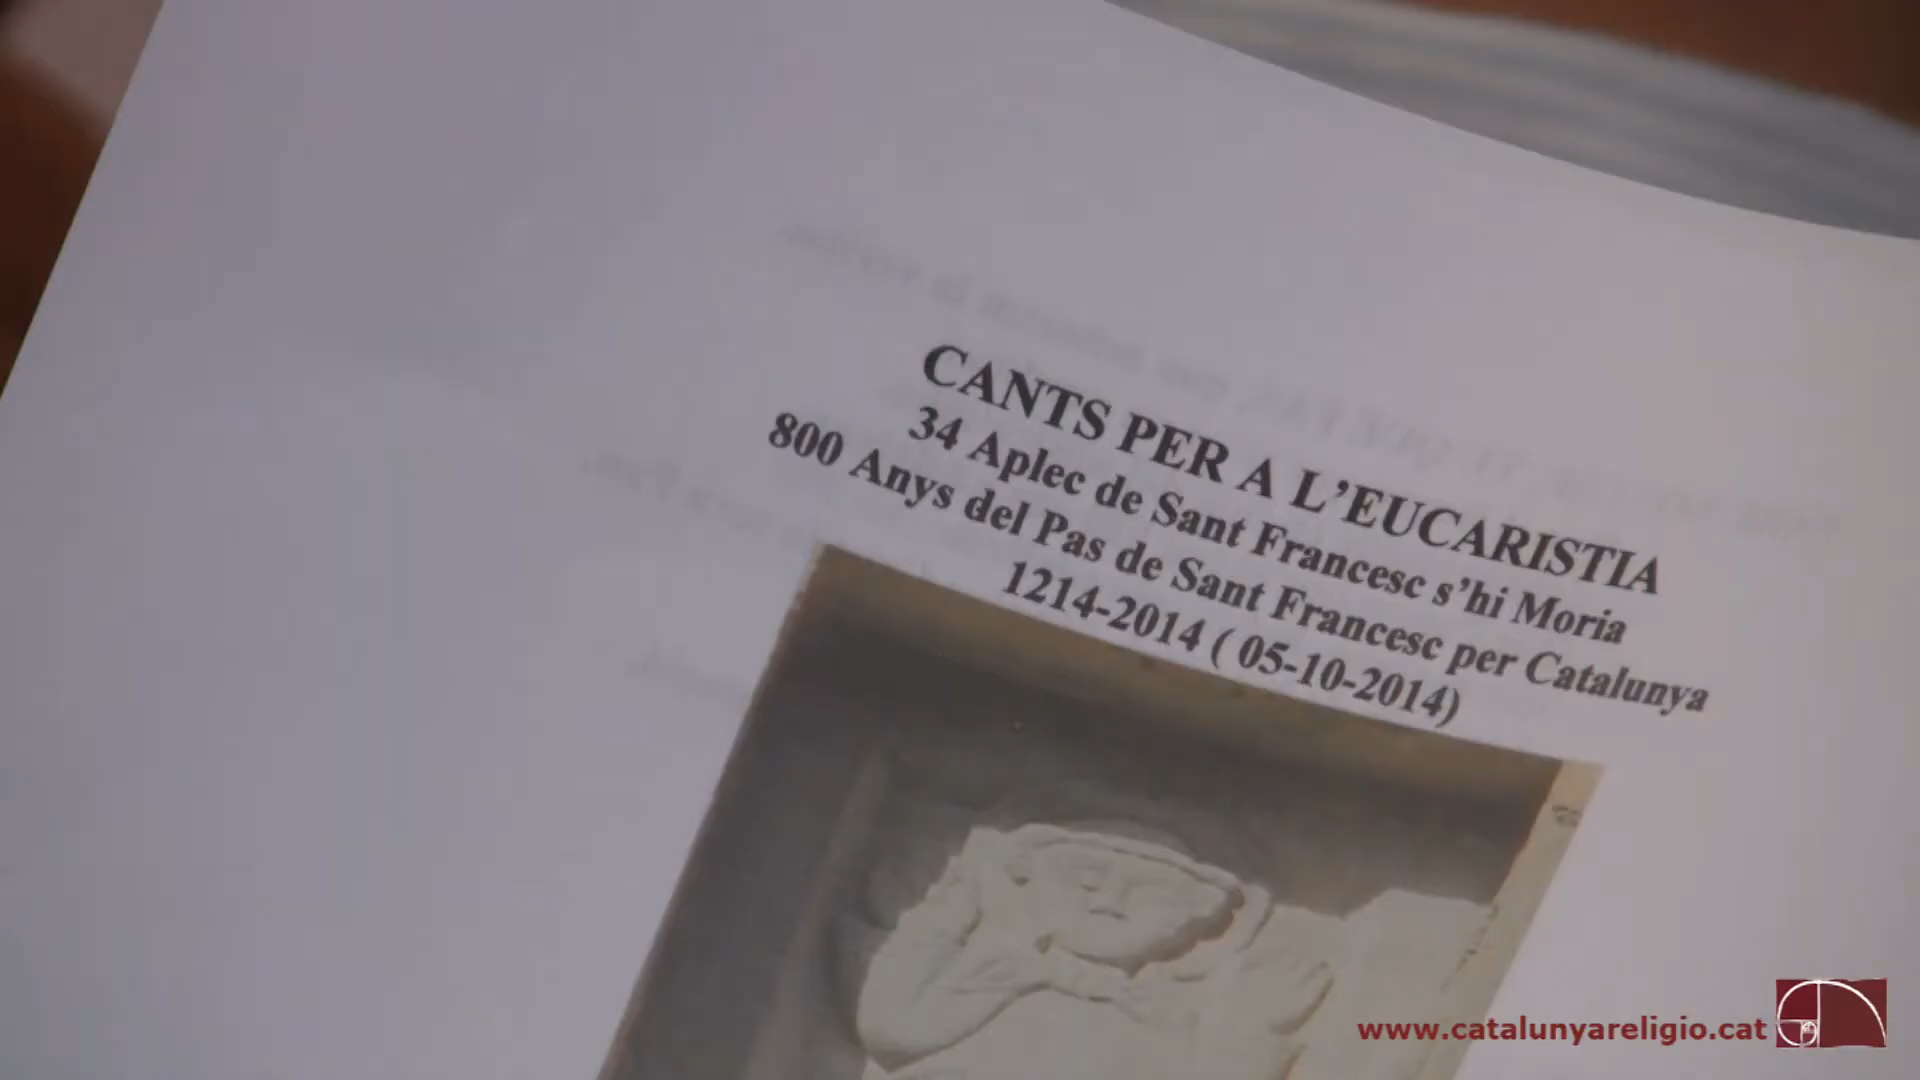 CANTS PER A L'EUCARISTIA
34 Aplec de Sant Francesc s'hi Moria
800 Anys del Pas de Sant Francesc per Catalunya
1214-2014 ( 05-10-2014)
www.catalunyareligio.cat